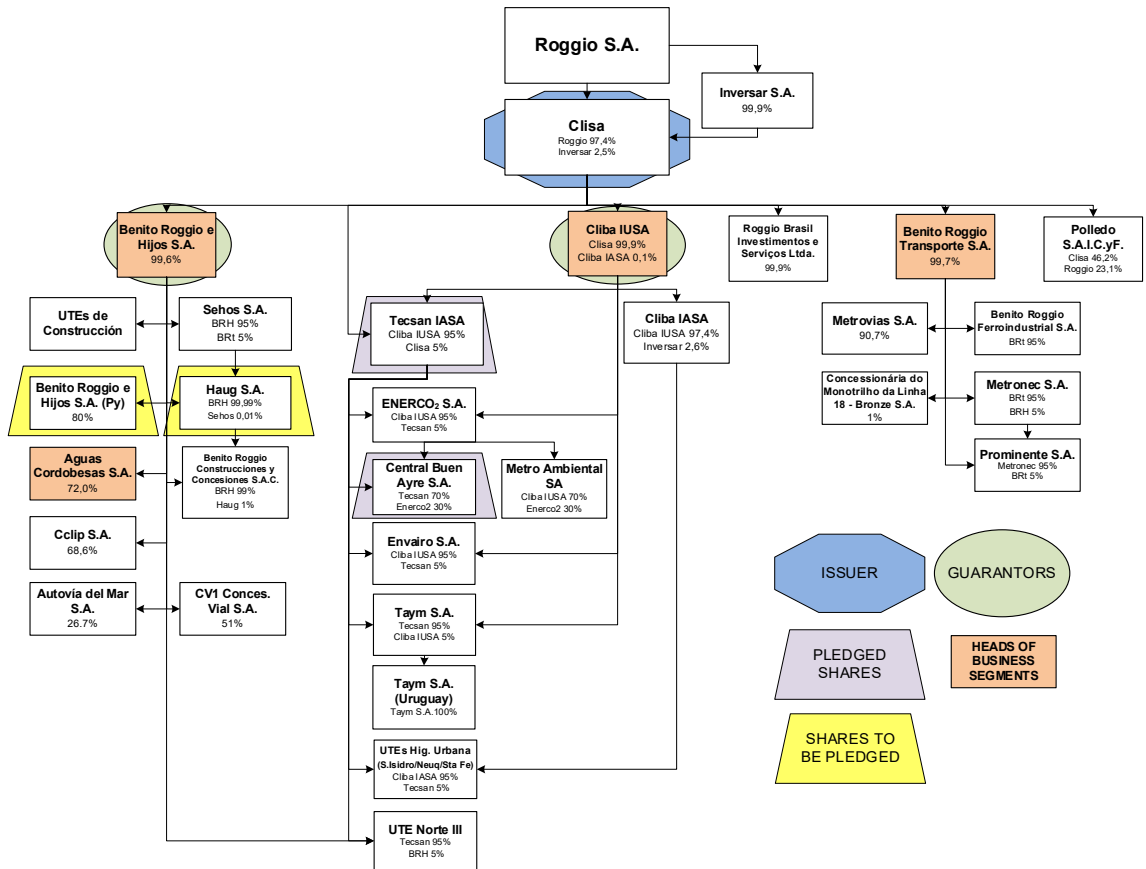 Roggio S.A.
Inversar S.A.
99,9%
Clisa
Roggio 97,4%
Inversar 2,5%
Benito Roggio e
Hijos S.A.
99,6%
Cliba IUSA
Clisa 99,9%
Cliba IASA 0,1%
Roggio Brasil
Investimentos e
Serviços Ltda.
99,9%
Benito Roggio
Transporte S.A.
99,7%
Polledo
S.A.I.C.yF.
Clisa 46,2%
Roggio 23,1%
UTEs de
Construcción
Sehos S.A.
BRH 95%
BRt 5%
Tecsan IASA
Cliba IUSA 95%
Clisa 5%
Cliba IASA
Cliba IUSA 97,4%
Inversar 2,6%
Metrovias S.A.
90,7%
Benito Roggio
Ferroindustrial S.A.
BRt 95%
Benito Roggio e
Hijos S.A. (Py)
80%
Haug S.A.
BRH 99,99%
Sehos 0,01%
ENERCO₂ S.A.
Cliba IUSA 95%
Tecsan 5%
Concessionária do
Monotrilho da Linha
18 - Bronze S.A.
1%
Metronec S.A.
BRt 95%
BRH 5%
Aguas
Cordobesas S.A.
72,0%
Benito Roggio
Construcciones y
Concesiones S.A.C.
BRH 99%
Haug 1%
Central Buen
Ayre S.A.
Tecsan 70%
Enerco2 30%
Metro Ambiental
SA
Cliba IUSA 70%
Enerco2 30%
Prominente S.A.
Metronec 95%
BRt 5%
Cclip S.A.
68,6%
Envairo S.A.
Cliba IUSA 95%
Tecsan 5%
Autovía del Mar
S.A.
26.7%
CV1 Conces.
Vial S.A.
51%
Taym S.A.
Tecsan 95%
Cliba IUSA 5%
Taym S.A.
(Uruguay)
Taym S.A.100%
UTEs Hig. Urbana
(S.Isidro/Neuq/Sta Fe)
Cliba IASA 95%
Tecsan 5%
UTE Norte III
Tecsan 95%
BRH 5%
ISSUER
GUARANTORS
PLEDGED
SHARES
HEADS OF
BUSINESS
SEGMENTS
SHARES TO
BE PLEDGED